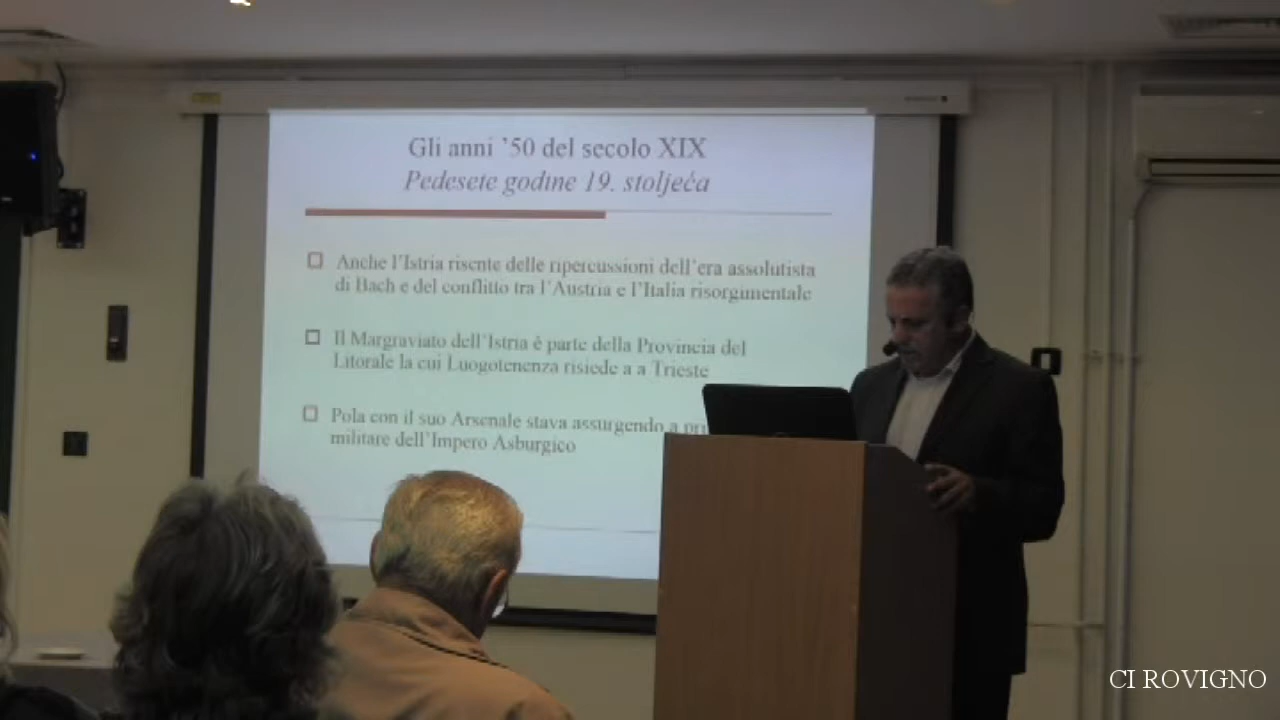 Gli anni ’50 del secolo XIX
Pedesete godine 19. stoljeća
Anche l’Istria risente delle ripercussioni dell’era assolutista
di Bach e del conflitto tra l’Austria e l’Italia risorgimentale
Il Margraviato dell’Istria è parte della Provincia del
Litorale la cui Luogotenenza risiede a a Trieste
Pola con il suo Arsenale stava assurgendo a pri
militare dell’Impero Asburgico
CI ROVIGNO